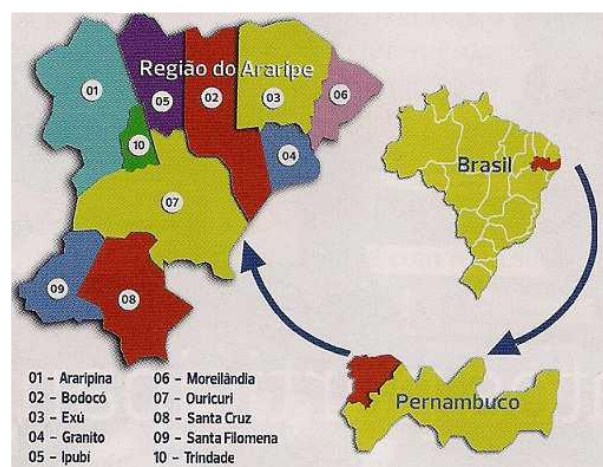 Região do Araripe
01
05
02
03
06
10
04
07
09
08
Brasil
Pernambuco
01 - Araripina
02 - Bodocó
03 - Exú
04 - Granito
05 - Ipubí
06 - Moreilândia
07 - Ouricuri
08 - Santa Cruz
09 - Santa Filomena
10 - Trindade